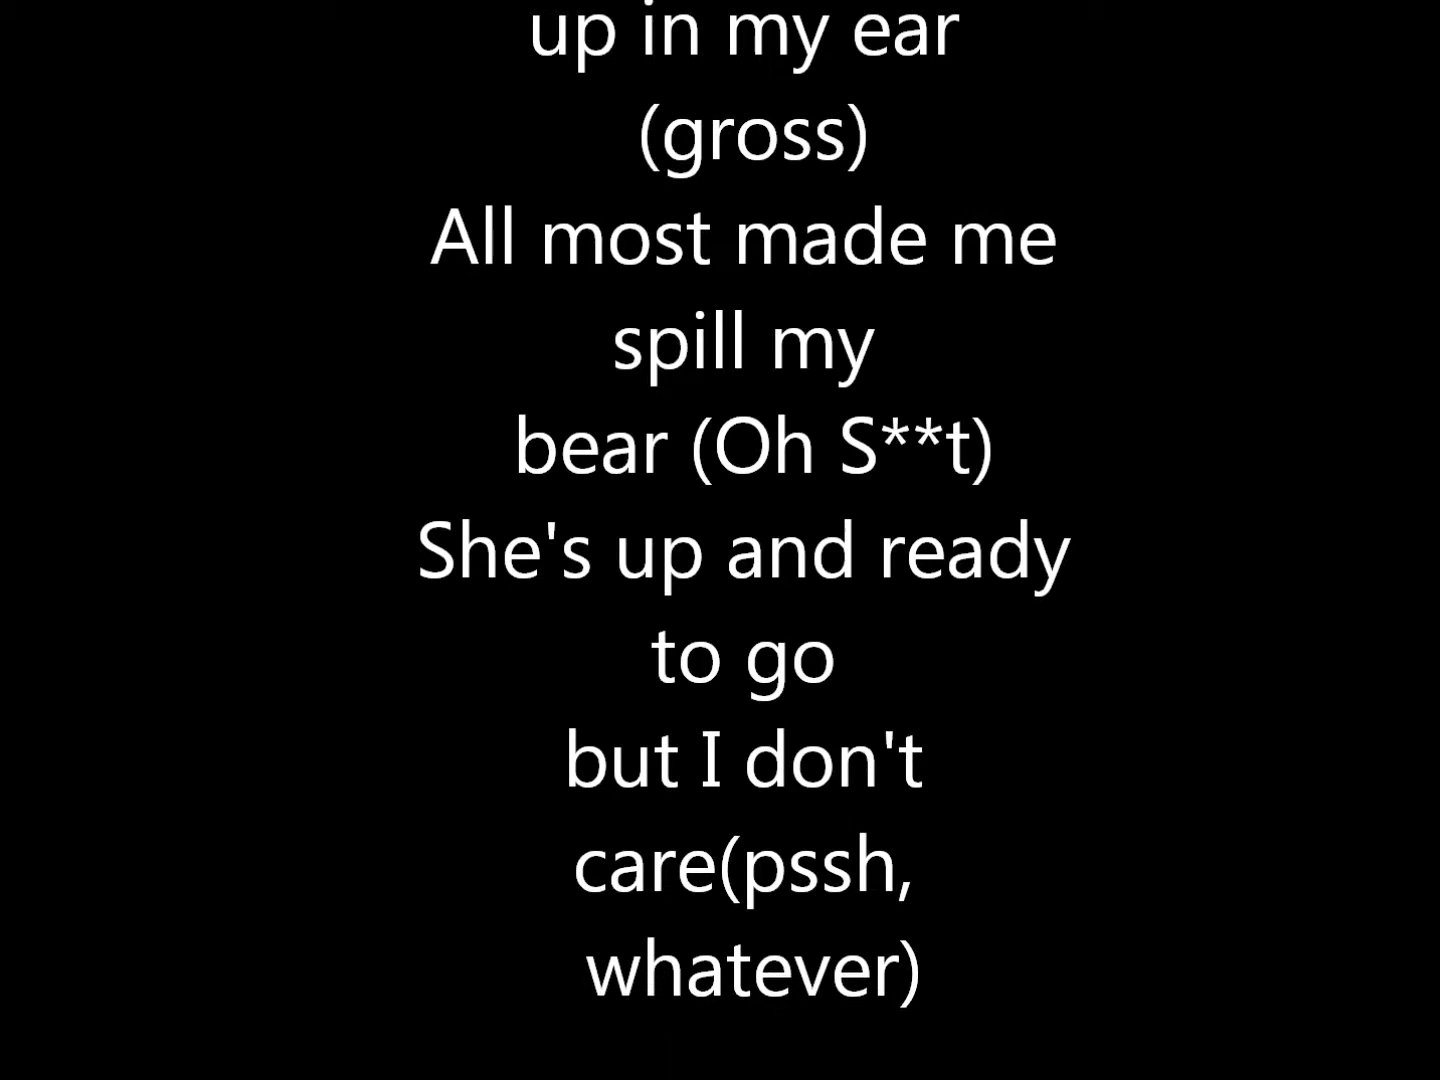 up in my ear
(gross)
All most made me
spill my
bear (Oh S**t)
She's up and ready
to go
but I don't
care(pssh,
whatever)